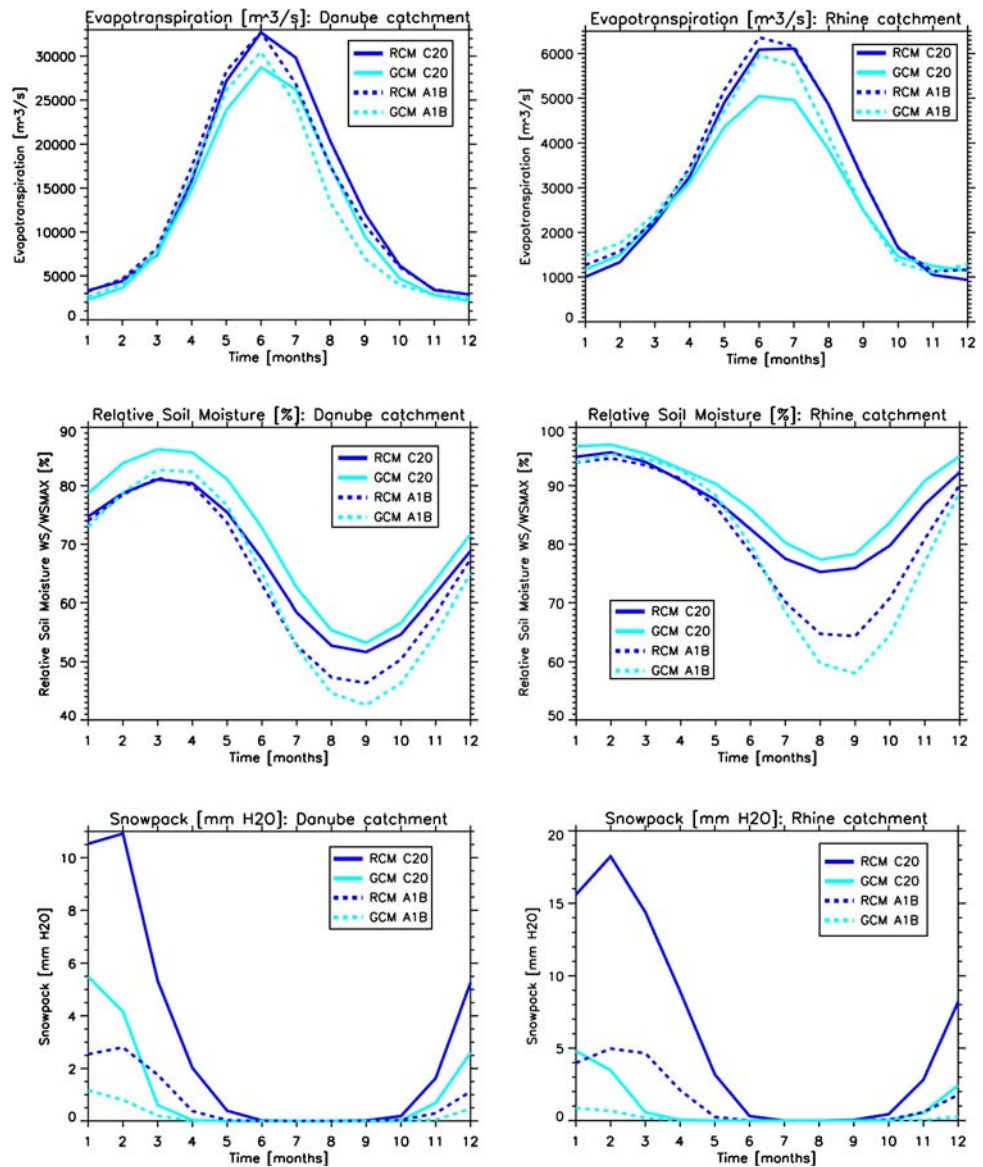 Evapotranspiration [m^3/s]: Danube catchment
Evapotranspiration [m^3/s]
30000
25000
20000
15000
10000
5000
0
RCM C20
GCM C20
RCM A1B
GCM A1B
1 2 3 4 5 6 7 8 9 10 11 12
Time [months]
Evapotranspiration [m^3/s]: Rhine catchment
Evapotranspiration [m^3/s]
6000
5000
4000
3000
2000
1000
0
RCM C20
GCM C20
RCM A1B
GCM A1B
1 2 3 4 5 6 7 8 9 10 11 12
Time [months]
Relative Soil Moisture [%]: Danube catchment
Relative Soil Moisture WS/WSMAX [%]
90
80
70
60
50
40
RCM C20
GCM C20
RCM A1B
GCM A1B
1 2 3 4 5 6 7 8 9 10 11 12
Time [months]
Relative Soil Moisture [%]: Rhine catchment
Relative Soil Moisture WS/WSMAX [%]
100
90
80
70
60
50
RCM C20
GCM C20
RCM A1B
GCM A1B
1 2 3 4 5 6 7 8 9 10 11 12
Time [months]
Snowpack [mm H2O]: Danube catchment
Snowpack [mm H2O]
10
8
6
4
2
0
RCM C20
GCM C20
RCM A1B
GCM A1B
1 2 3 4 5 6 7 8 9 10 11 12
Time [months]
Snowpack [mm H2O]: Rhine catchment
Snowpack [mm H2O]
20
15
10
5
0
RCM C20
GCM C20
RCM A1B
GCM A1B
1 2 3 4 5 6 7 8 9 10 11 12
Time [months]